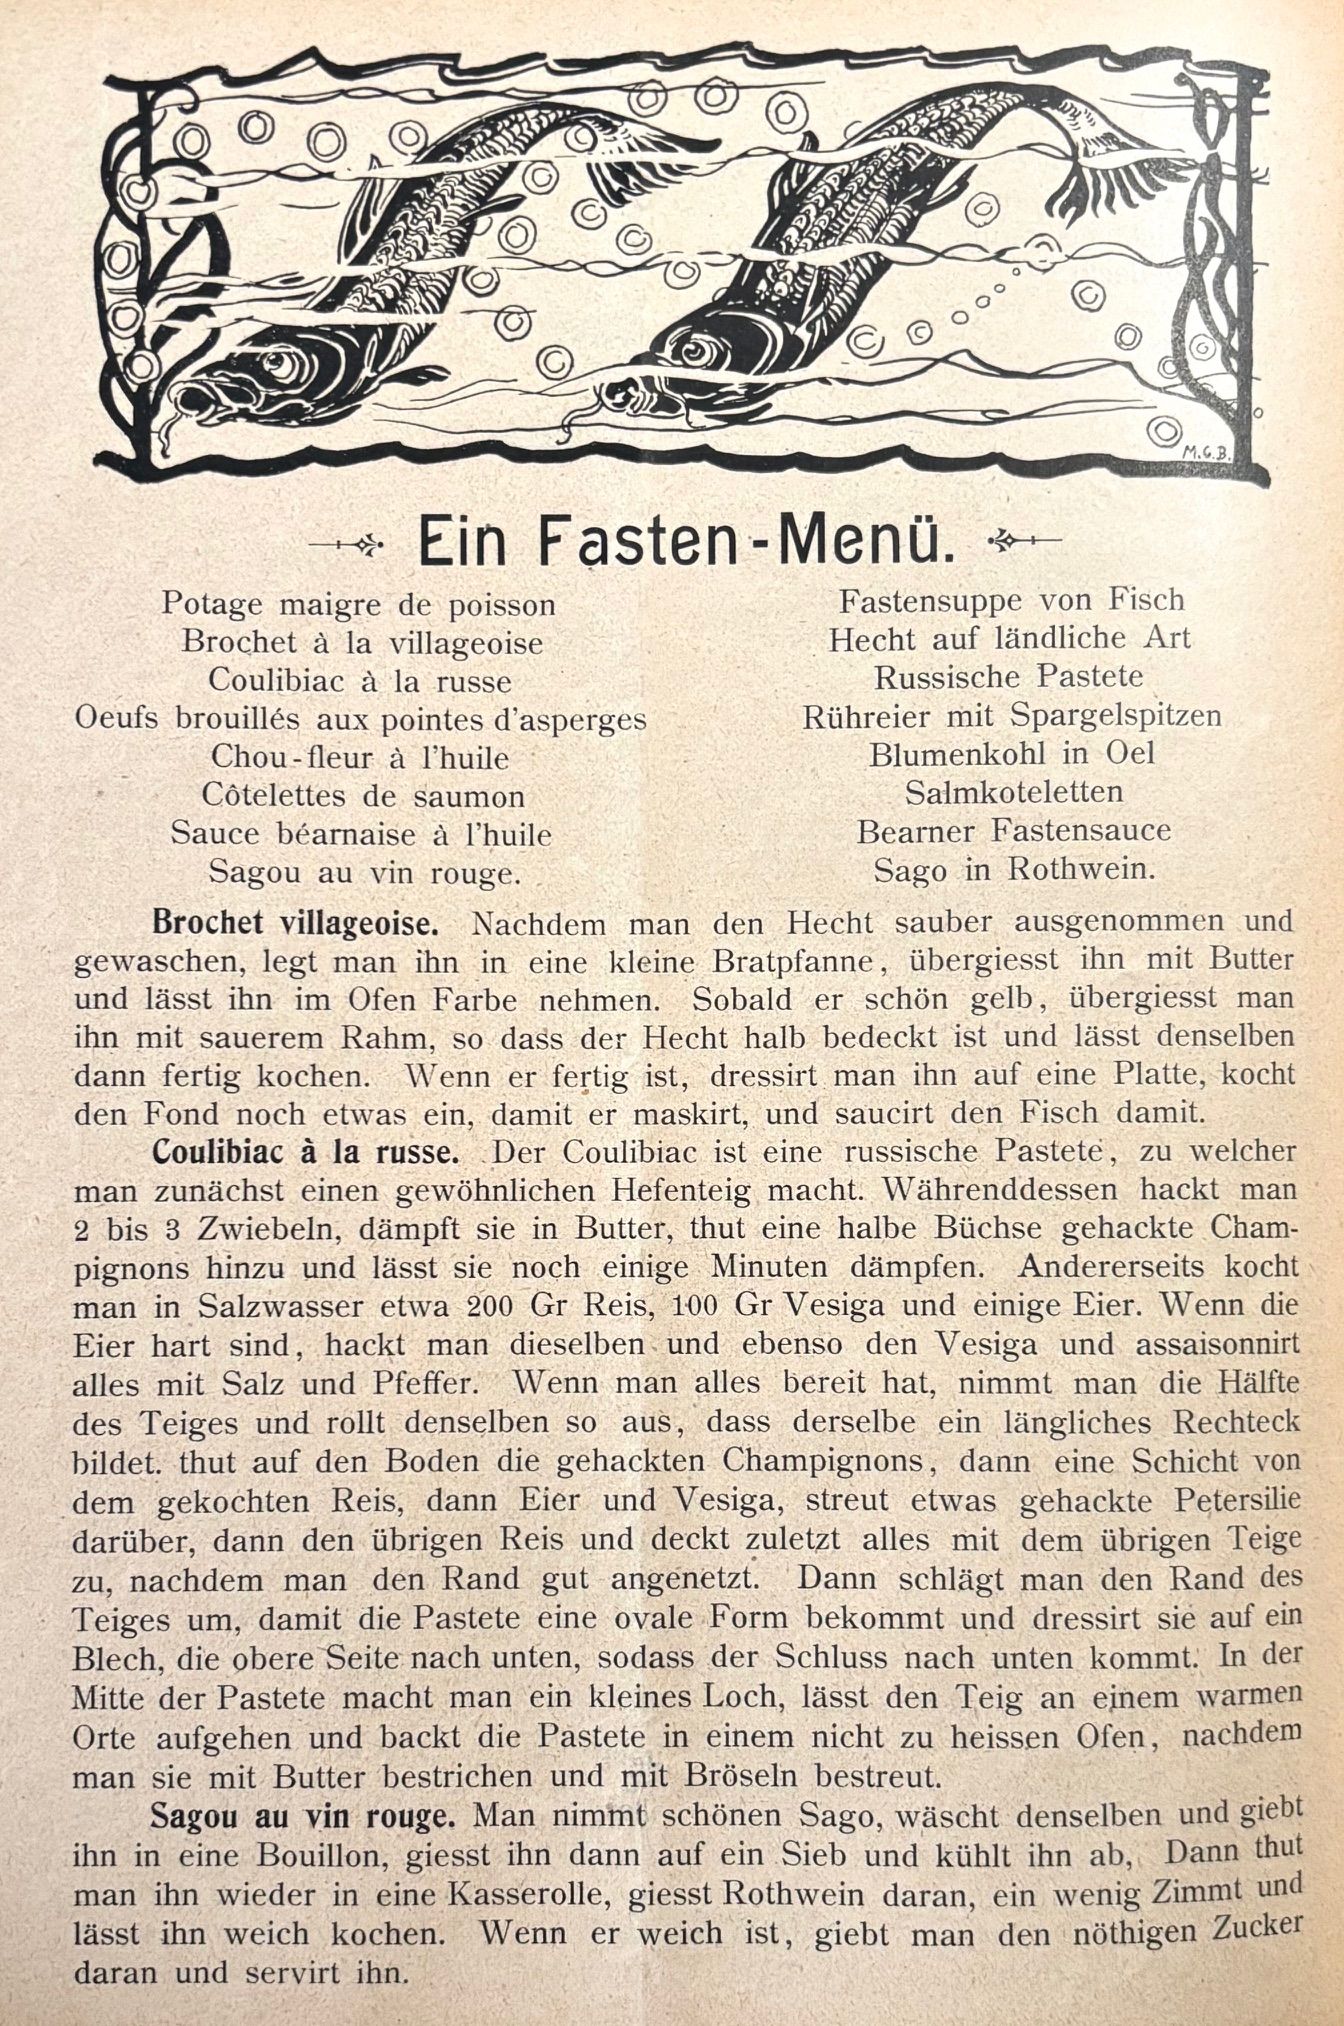 M.G.B.
Ein Fasten-Menü.
Potage maigre de poisson
Brochet à la villageoise
Coulibiac à la russe
Oeufs brouillés aux pointes d'asperges
Chou-fleur à l'huile
Côtelettes de saumon
Sauce béarnaise à l'huile
Sagou au vin rouge.
Fastensuppe von Fisch
Hecht auf ländliche Art
Russische Pastete
Rühreier mit Spargelspitzen
Blumenkohl in Oel
Salmkoteletten
Bearner Fastensauce
Sago in Rothwein.
Brochet villageoise. Nachdem man den Hecht sauber ausgenommen und
gewaschen, legt man ihn in eine kleine Bratpfanne, übergiesst ihn mit Butter
und lässt ihn im Ofen Farbe nehmen. Sobald er schön gelb, übergiesst man
ihn mit sauerem Rahm, so dass der Hecht halb bedeckt ist und lässt denselben
dann fertig kochen. Wenn er fertig ist, dressirt man ihn auf eine Platte, kocht
den Fond noch etwas ein, damit er maskirt, und saucirt den Fisch damit.
Coulibiac à la russe. Der Coulibiac ist eine russische Pastete, zu welcher
man zunächst einen gewöhnlichen Hefenteig macht. Währenddessen hackt man
2 bis 3 Zwiebeln, dämpft sie in Butter, thut eine halbe Büchse gehackte Cham-
pignons hinzu und lässt sie noch einige Minuten dämpfen. Andererseits kocht
man in Salzwasser etwa 200 Gr Reis, 100 Gr Vesiga und einige Eier. Wenn die
Eier hart sind, hackt man dieselben und ebenso den Vesiga und assaisonnirt
alles mit Salz und Pfeffer. Wenn man alles bereit hat, nimmt man die Hälfte
des Teiges und rollt denselben so aus, dass derselbe ein längliches Rechteck
bildet. thut auf den Boden die gehackten Champignons, dann eine Schicht von
dem gekochten Reis, dann Eier und Vesiga, streut etwas gehackte Petersilie
darüber, dann den übrigen Reis und deckt zuletzt alles mit dem übrigen Teige
zu, nachdem man den Rand gut angenetzt. Dann schlägt man den Rand des
Teiges um, damit die Pastete eine ovale Form bekommt und dressirt sie auf ein
Blech, die obere Seite nach unten, sodass der Schluss nach unten kommt. In der
Mitte der Pastete macht man ein kleines Loch, lässt den Teig an einem warmen
Orte aufgehen und backt die Pastete in einem nicht zu heissen Ofen, nachdem
man sie mit Butter bestrichen und mit Bröseln bestreut.
Sagou au vin rouge. Man nimmt schönen Sago, wäscht denselben und giebt
ihn in eine Bouillon, giesst ihn dann auf ein Sieb und kühlt ihn ab, Dann thut
man ihn wieder in eine Kasserolle, giesst Rothwein daran, ein wenig Zimmt und
lässt ihn weich kochen. Wenn er weich ist, giebt man den nöthigen Zucker
daran und servirt ihn.